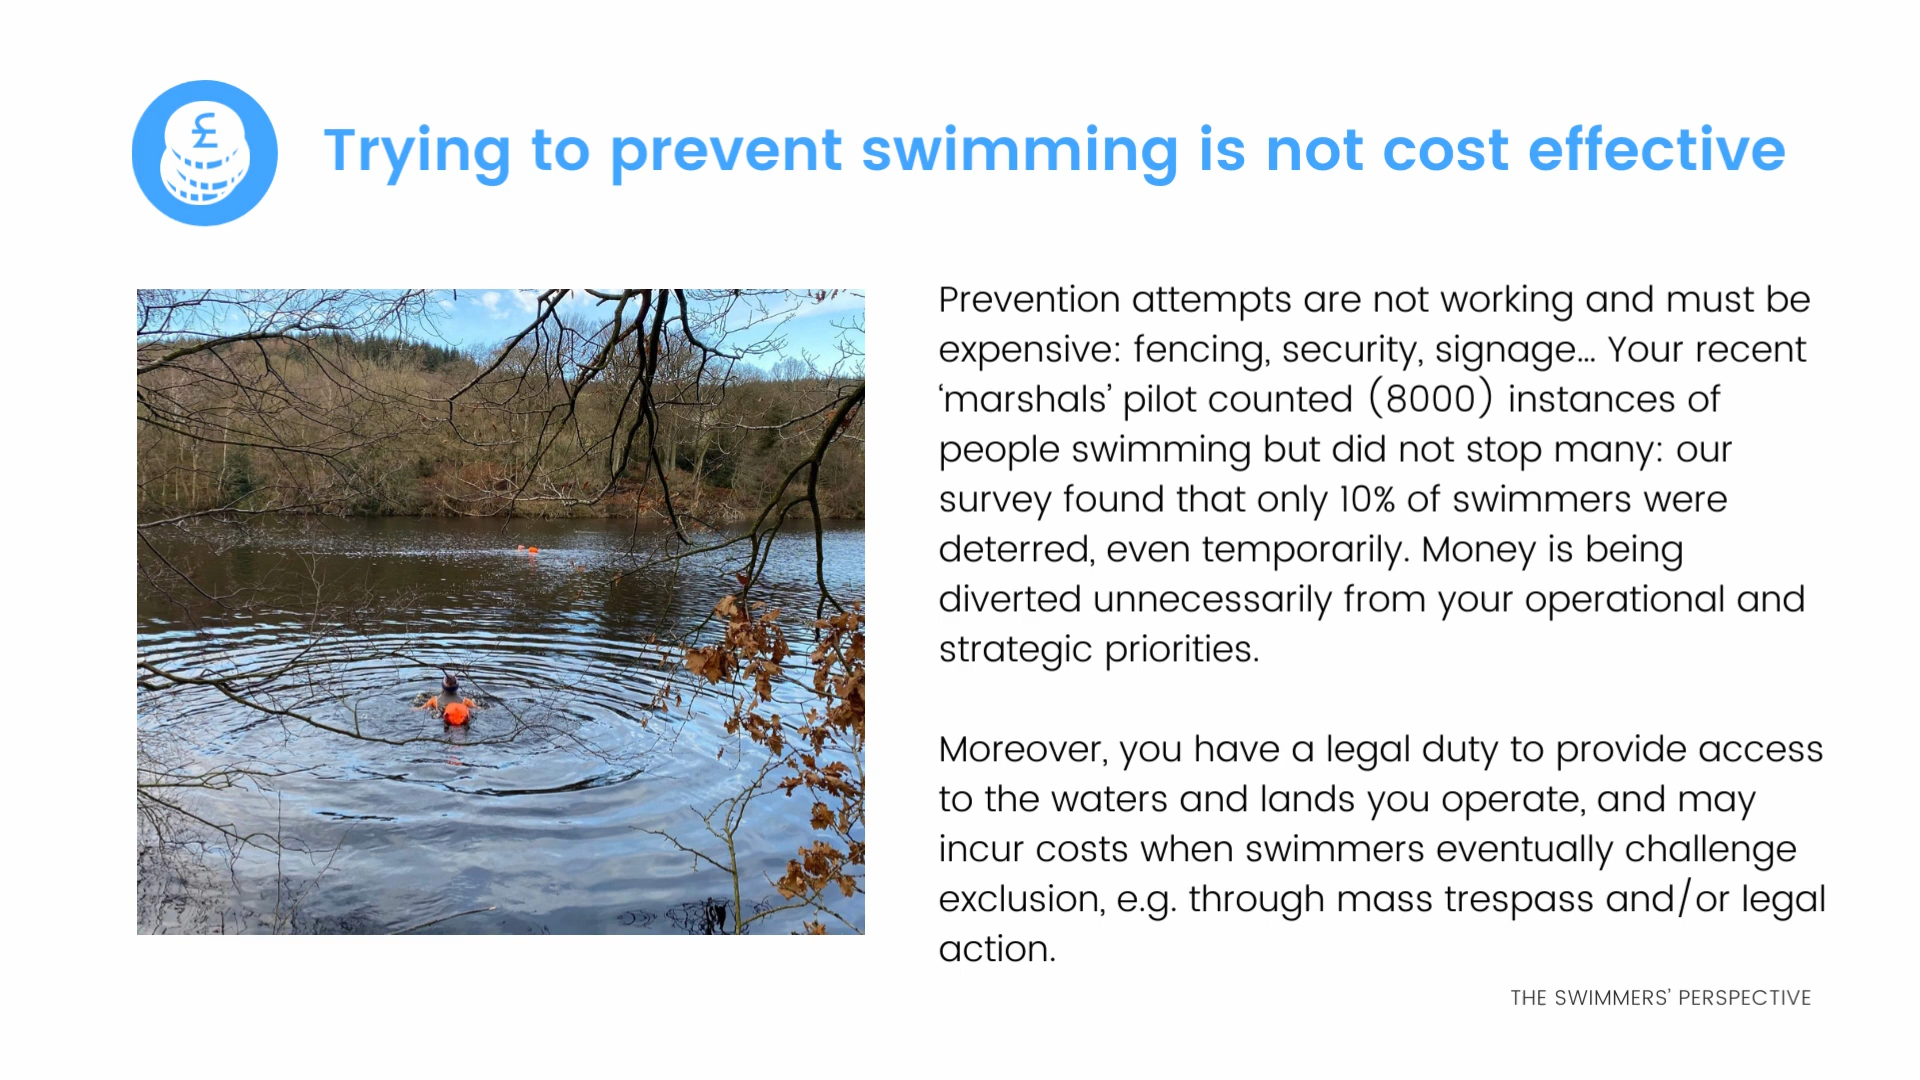 £
Trying to prevent swimming is not cost effective
Prevention attempts are not working and must be
expensive: fencing, security, signage... Your recent
‘marshals’ pilot counted (8000) instances of
people swimming but did not stop many: our
survey found that only 10% of swimmers were
deterred, even temporarily. Money is being
diverted unnecessarily from your operational and
strategic priorities.
Moreover, you have a legal duty to provide access
to the waters and lands you operate, and may
incur costs when swimmers eventually challenge
exclusion, e.g. through mass trespass and/or legal
action.
THE SWIMMERS’ PERSPECTIVE